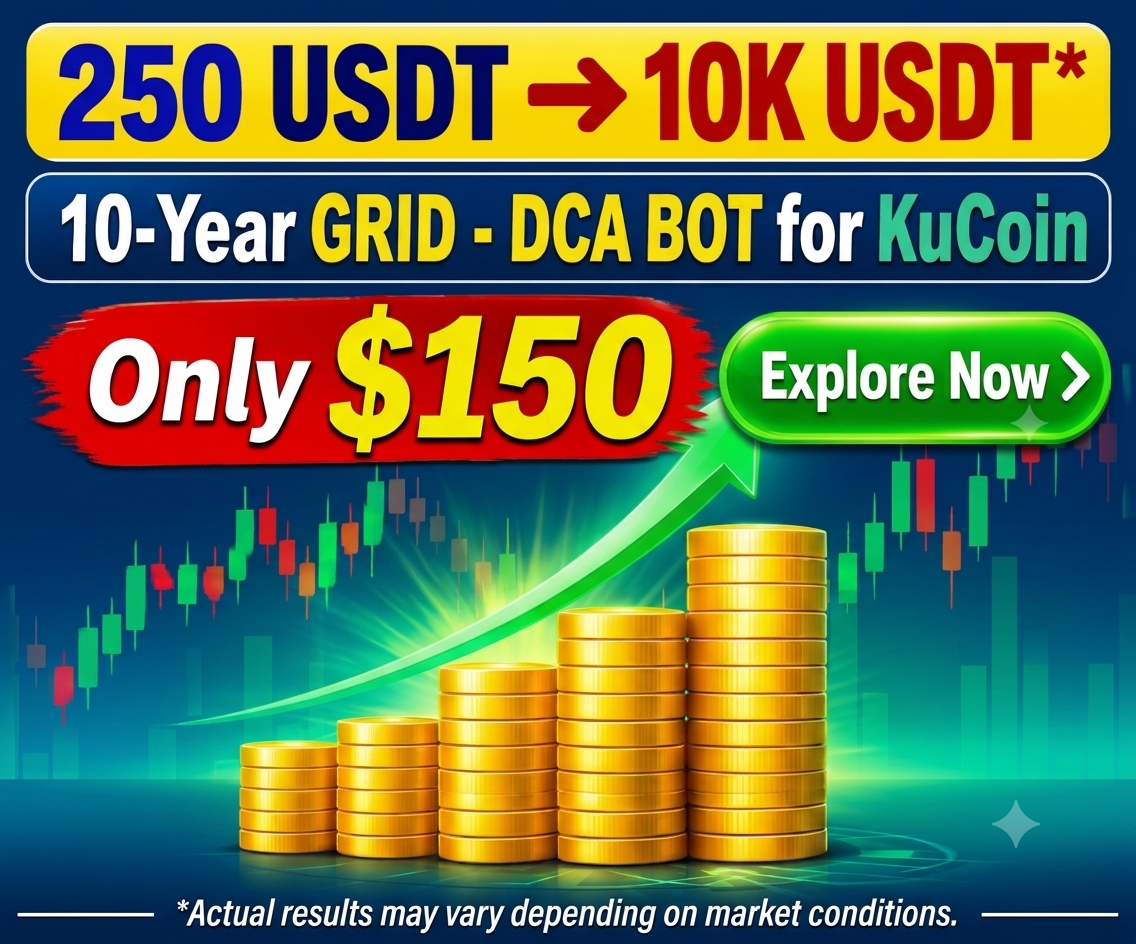 250 USDT → 10K USDT*
10-Year GRID - DCA BOT for KuCoin
Only $150
Explore Now >
*Actual results may vary depending on market conditions.